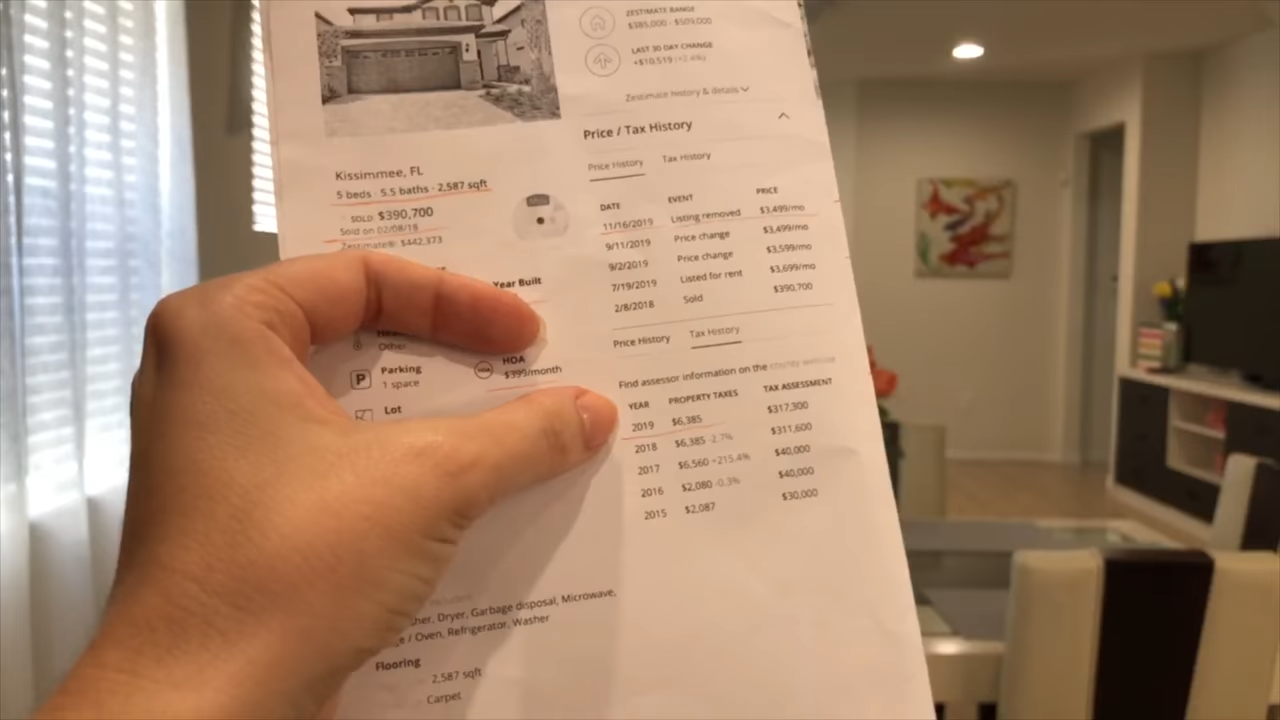 ZESTIMATE RANGE
$385,000 - $509,000
LAST 30 DAY CHANGE
+$10,519 (+2.4%)
Zestimate history & details
Price / Tax History
Price History Tax History
DATE EVENT PRICE
11/16/2019 Listing removed $3,499/mo
9/11/2019 Price change $3,499/mo
9/2/2019 Price change $3,599/mo
7/19/2019 Listed for rent $3,699/mo
2/8/2018 Sold $390,700
Price History Tax History
Find assessor information on the county website
YEAR PROPERTY TAXES TAX ASSESSMENT
2019 $6,385 $317,300
2018 $6,385 -2.7% $311,600
2017 $6,560 +215.4% $40,000
2016 $2,080 -0.3% $40,000
2015 $2,087 $30,000
Kissimmee, FL
5 beds · 5.5 baths · 2,587 sqft
SOLD: $390,700
Sold on 02/08/18
Zestimate®: $442,373
Year Built
Other
HOA
$399/month
Parking
1 space
Lot
her, Dryer, Garbage disposal, Microwave,
e / Oven, Refrigerator, Washer
Flooring
2,587 sqft
Carpet